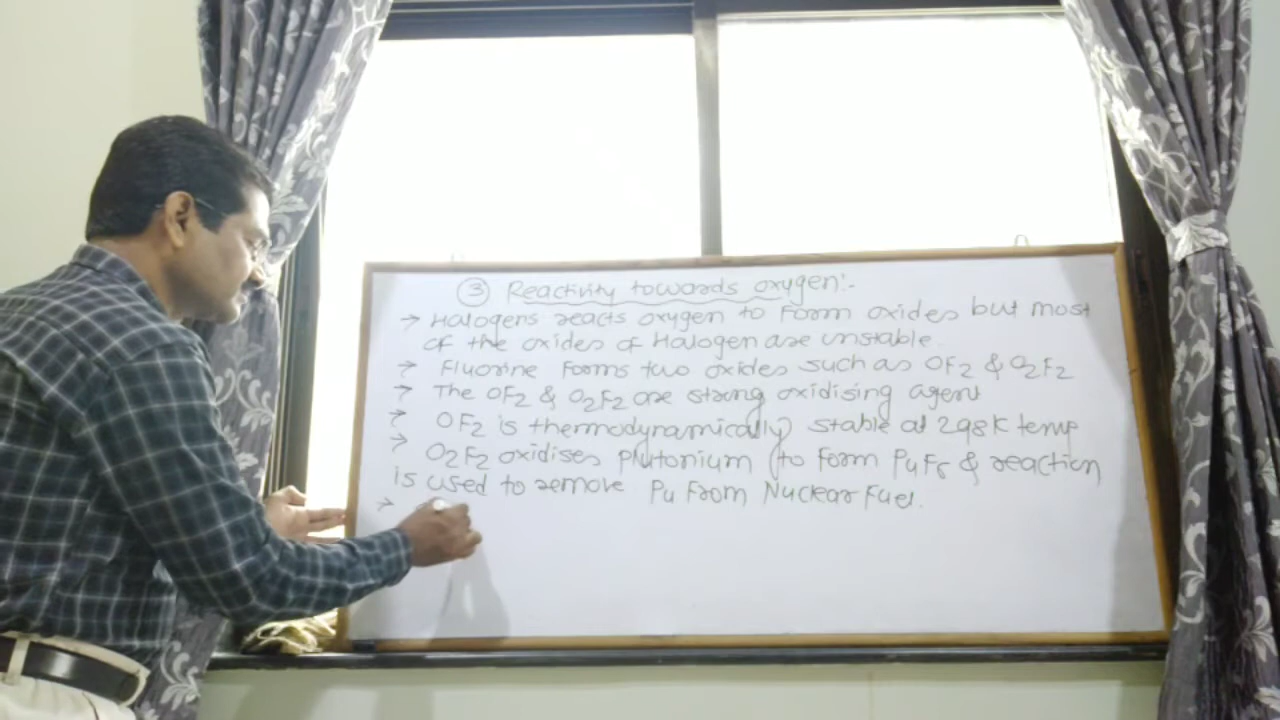 ③ Reactivity towards oxygen:-
→ Halogens reacts oxygen to form oxides but most
of the oxides of Halogen are unstable.
→ Fluorine forms two oxides such as OF2 & O2F2
→ The OF2 & O2F2 are strong oxidising agent
→ OF2 is thermodynamically stable at 298K temp
→ O2F2 oxidises plutonium to form PuF6 & reaction
is used to remove Pu from Nuclear fuel.
→